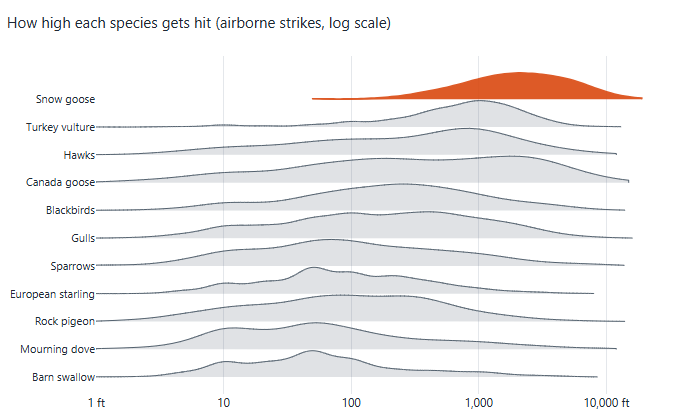 How high each species gets hit (airborne strikes, log scale)
Snow goose
Turkey vulture
Hawks
Canada goose
Blackbirds
Gulls
Sparrows
European starling
Rock pigeon
Mourning dove
Barn swallow
1 ft 10 100 1,000 10,000 ft